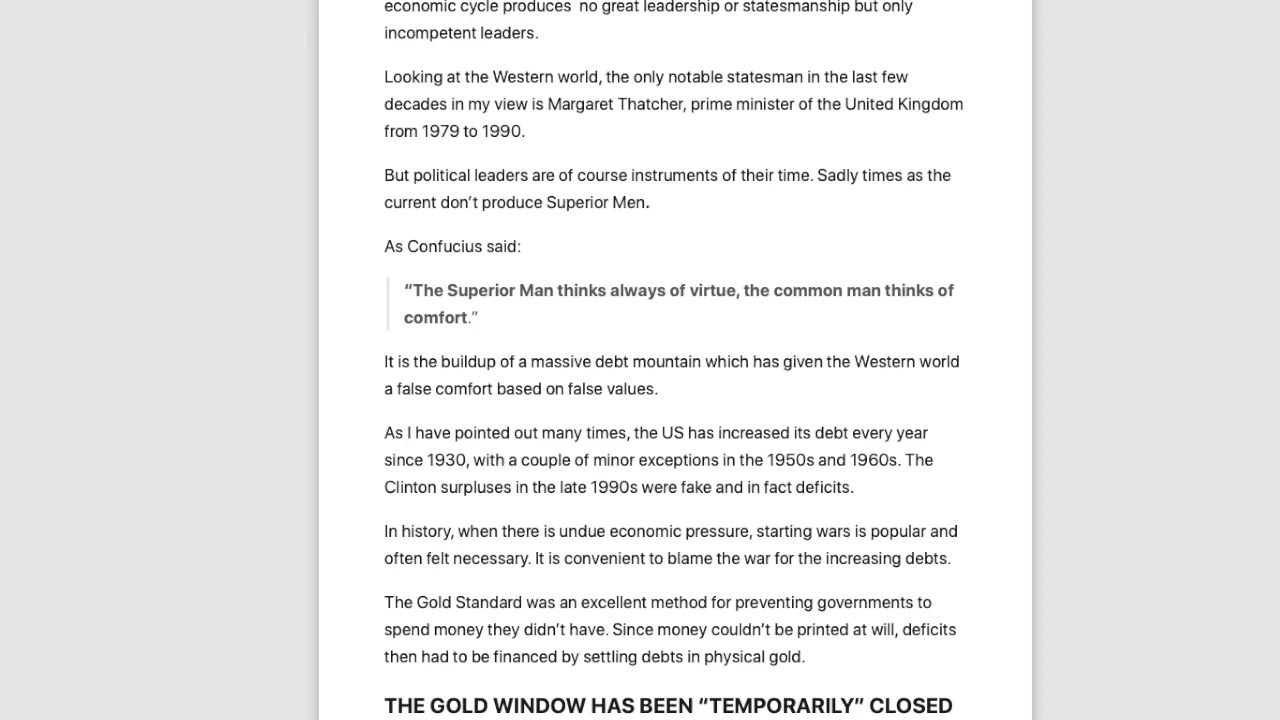 economic cycle produces  no great leadership or statesmanship but only
incompetent leaders.
Looking at the Western world, the only notable statesman in the last few
decades in my view is Margaret Thatcher, prime minister of the United Kingdom
from 1979 to 1990.
But political leaders are of course instruments of their time. Sadly times as the
current don’t produce Superior Men.
As Confucius said:
“The Superior Man thinks always of virtue, the common man thinks of
comfort.”
It is the buildup of a massive debt mountain which has given the Western world
a false comfort based on false values.
As I have pointed out many times, the US has increased its debt every year
since 1930, with a couple of minor exceptions in the 1950s and 1960s. The
Clinton surpluses in the late 1990s were fake and in fact deficits.
In history, when there is undue economic pressure, starting wars is popular and
often felt necessary. It is convenient to blame the war for the increasing debts.
The Gold Standard was an excellent method for preventing governments to
spend money they didn’t have. Since money couldn’t be printed at will, deficits
then had to be financed by settling debts in physical gold.
THE GOLD WINDOW HAS BEEN “TEMPORARILY” CLOSED